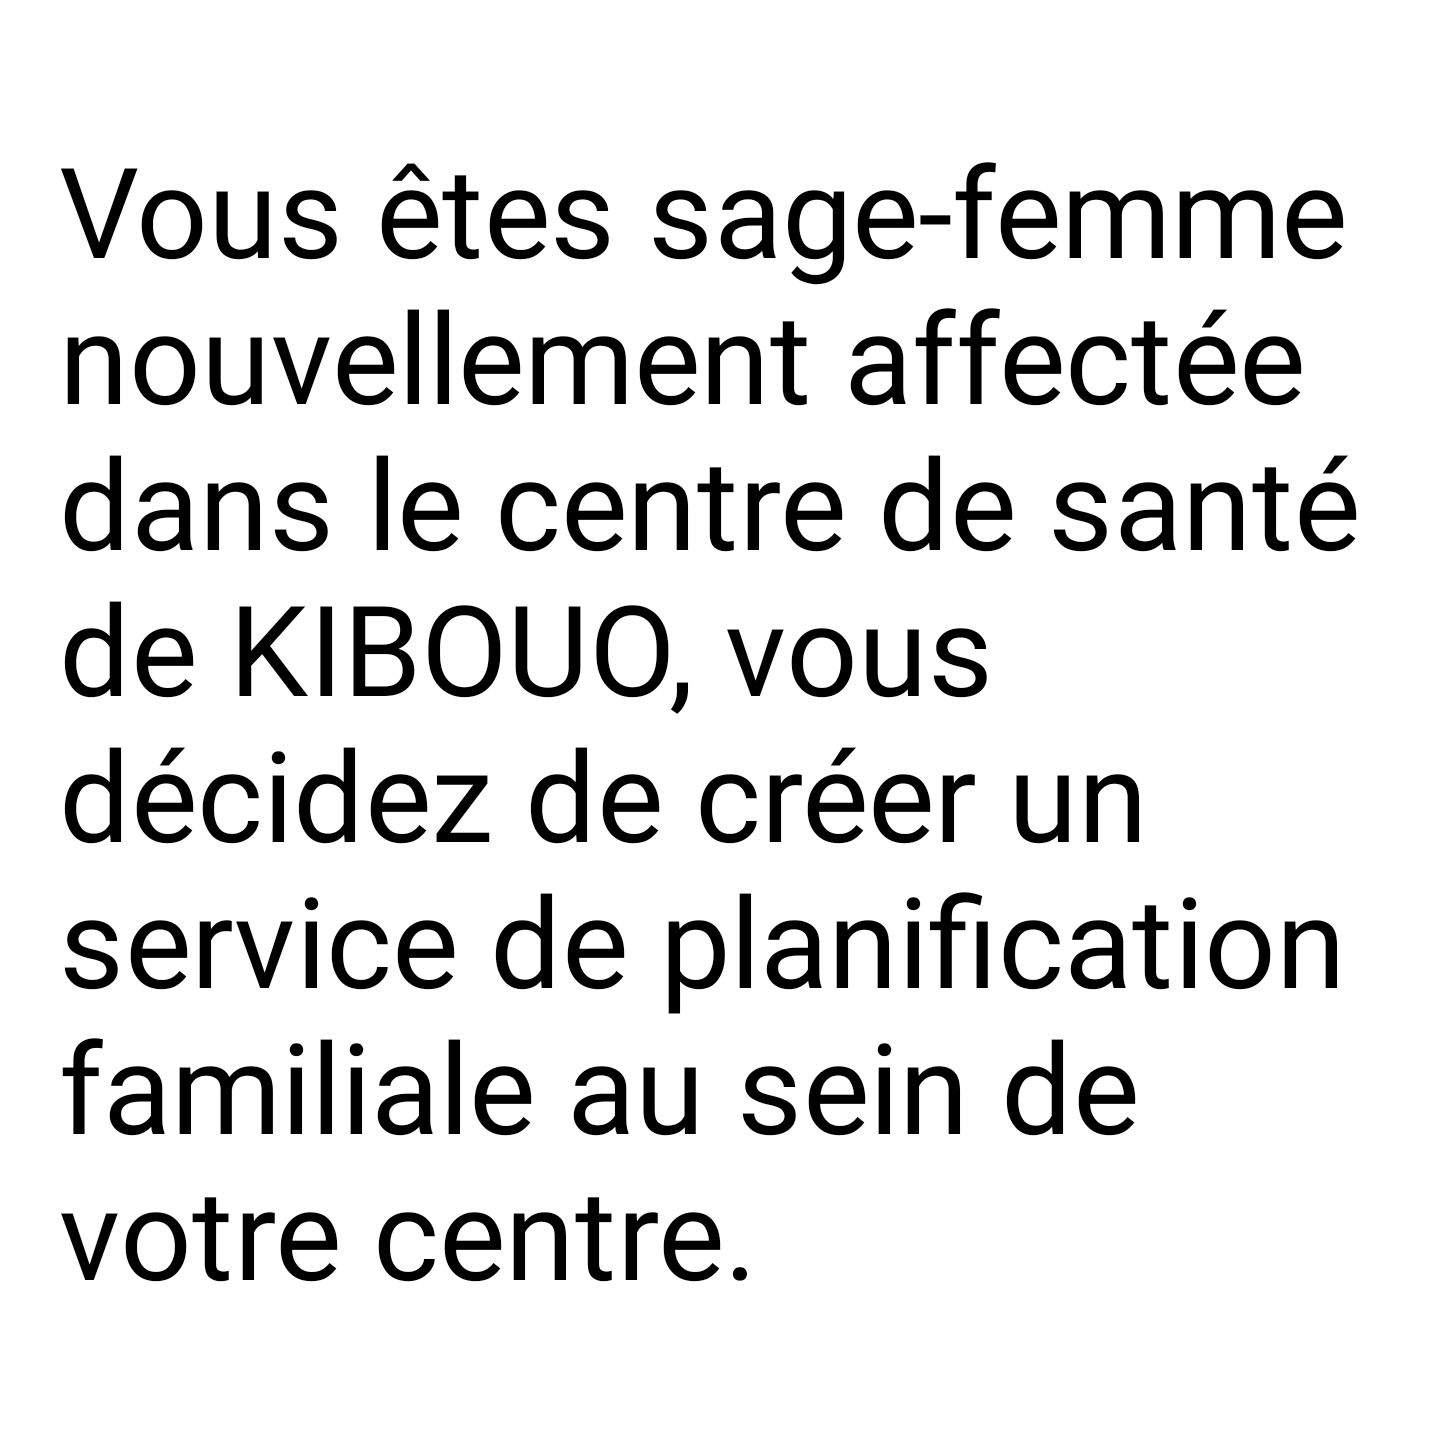 Vous êtes sage-femme
nouvellement affectée
dans le centre de santé
de KIBOUO, vous
décidez de créer un
service de planification
familiale au sein de
votre centre.